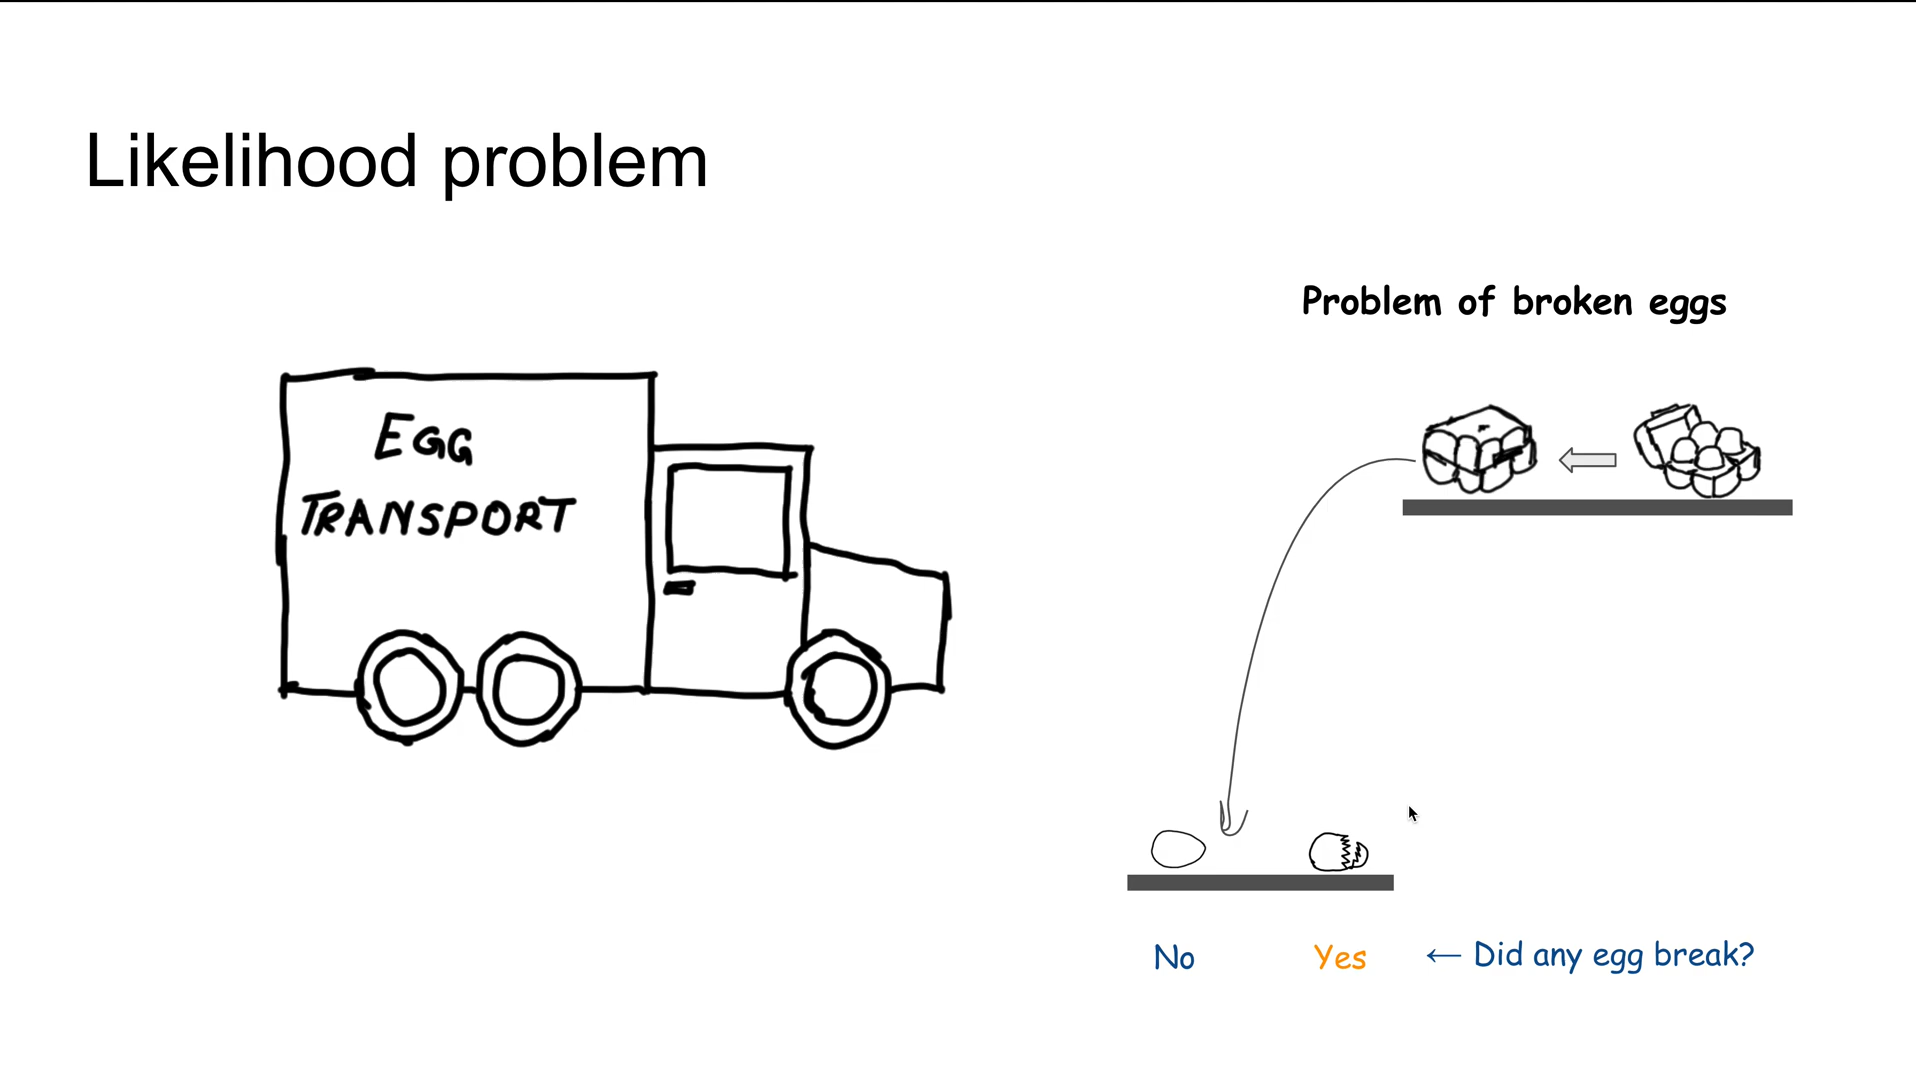 Likelihood problem
Problem of broken eggs
EGG
TRANSPORT
No
Yes
← Did any egg break?